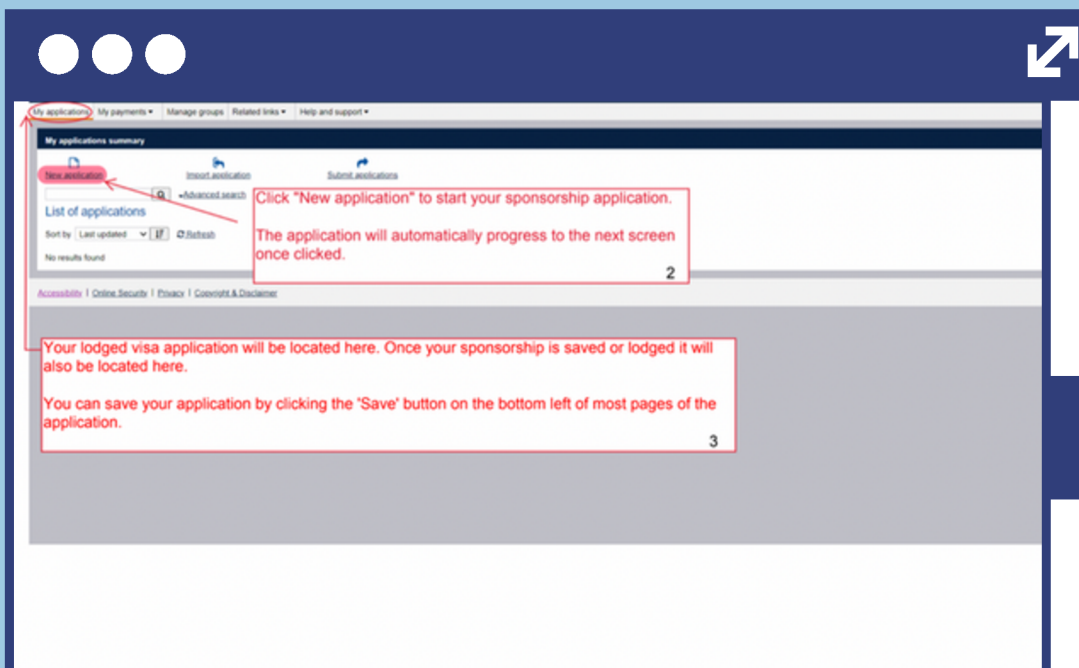 My applications My payments Manage groups Related links Help and support
My applications summary
New application Import application Submit applications
Advanced search
List of applications
Sort by Last updated Refresh
No results found
Click "New application" to start your sponsorship application.
The application will automatically progress to the next screen
once clicked.
2
Accessibility | Online Security | Privacy | Copyright & Disclaimer
Your lodged visa application will be located here. Once your sponsorship is saved or lodged it will
also be located here.
You can save your application by clicking the 'Save' button on the bottom left of most pages of the
application.
3